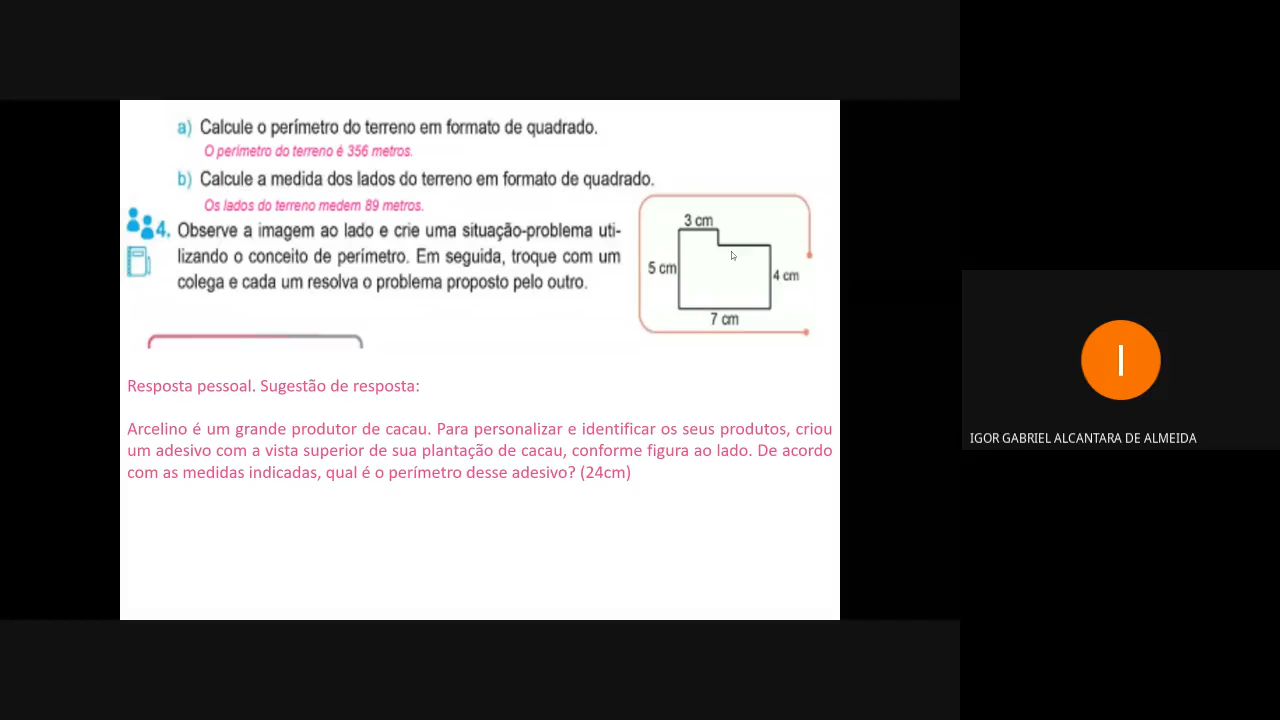 a) Calcule o perímetro do terreno em formato de quadrado.
O perímetro do terreno é 356 metros.
b) Calcule a medida dos lados do terreno em formato de quadrado.
Os lados do terreno medem 89 metros.
4. Observe a imagem ao lado e crie uma situação-problema uti-
lizando o conceito de perímetro. Em seguida, troque com um
colega e cada um resolva o problema proposto pelo outro.
3 cm
5 cm
4 cm
7 cm
Resposta pessoal. Sugestão de resposta:
Arcelino é um grande produtor de cacau. Para personalizar e identificar os seus produtos, criou
um adesivo com a vista superior de sua plantação de cacau, conforme figura ao lado. De acordo
com as medidas indicadas, qual é o perímetro desse adesivo? (24cm)
I
IGOR GABRIEL ALCANTARA DE ALMEIDA